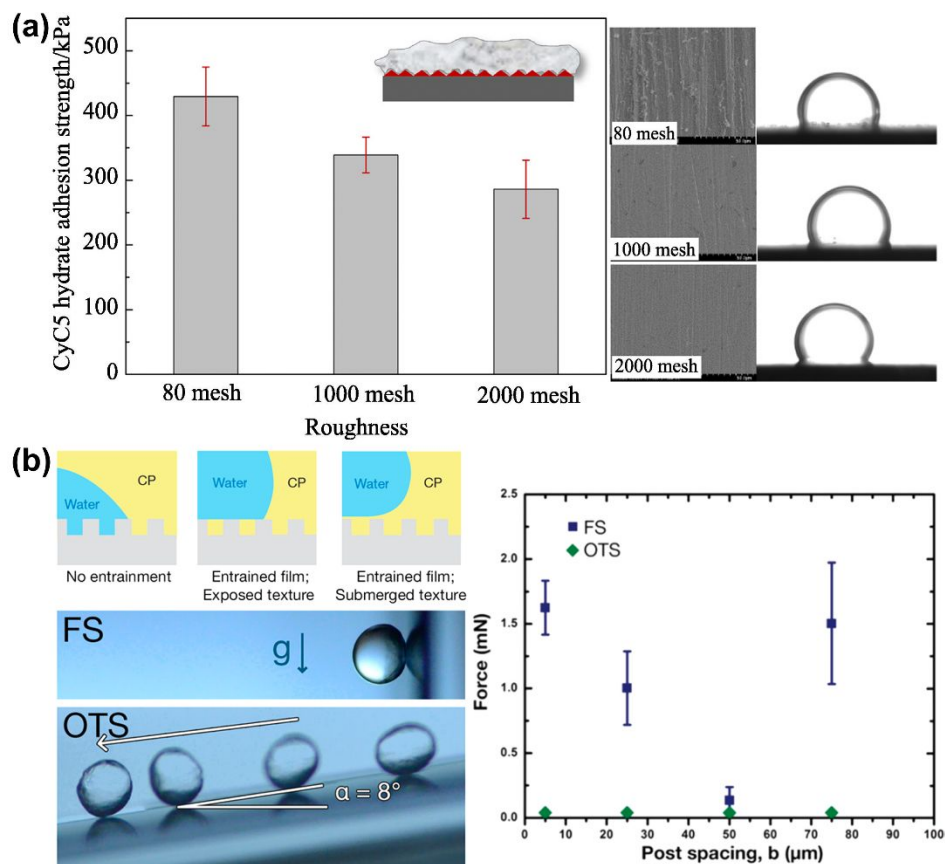 (a)
CyC5 hydrate adhesion strength/kPa
500
400
300
200
100
0
80 mesh
1000 mesh
2000 mesh
Roughness
80 mesh
1000 mesh
2000 mesh
(b)
Water
CP
No entrainment
Water
CP
Entrained film;
Exposed texture
Water
CP
Entrained film;
Submerged texture
FS
g
OTS
α = 8°
Force (mN)
2.5
2.0
1.5
1.0
0.5
0.0
FS
OTS
0
10
20
30
40
50
60
70
80
90
100
Post spacing, b (µm)